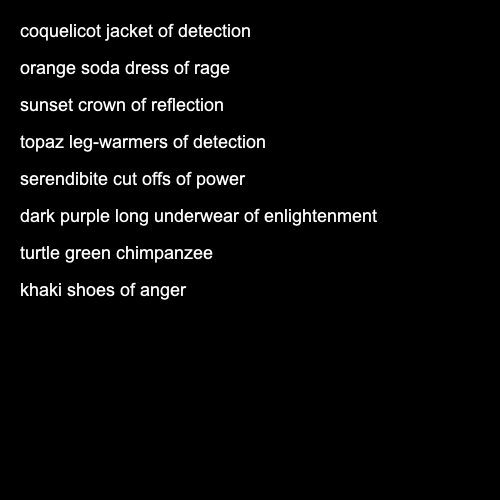 coquelicot jacket of detection
orange soda dress of rage
sunset crown of reflection
topaz leg-warmers of detection
serendibite cut offs of power
dark purple long underwear of enlightenment
turtle green chimpanzee
khaki shoes of anger